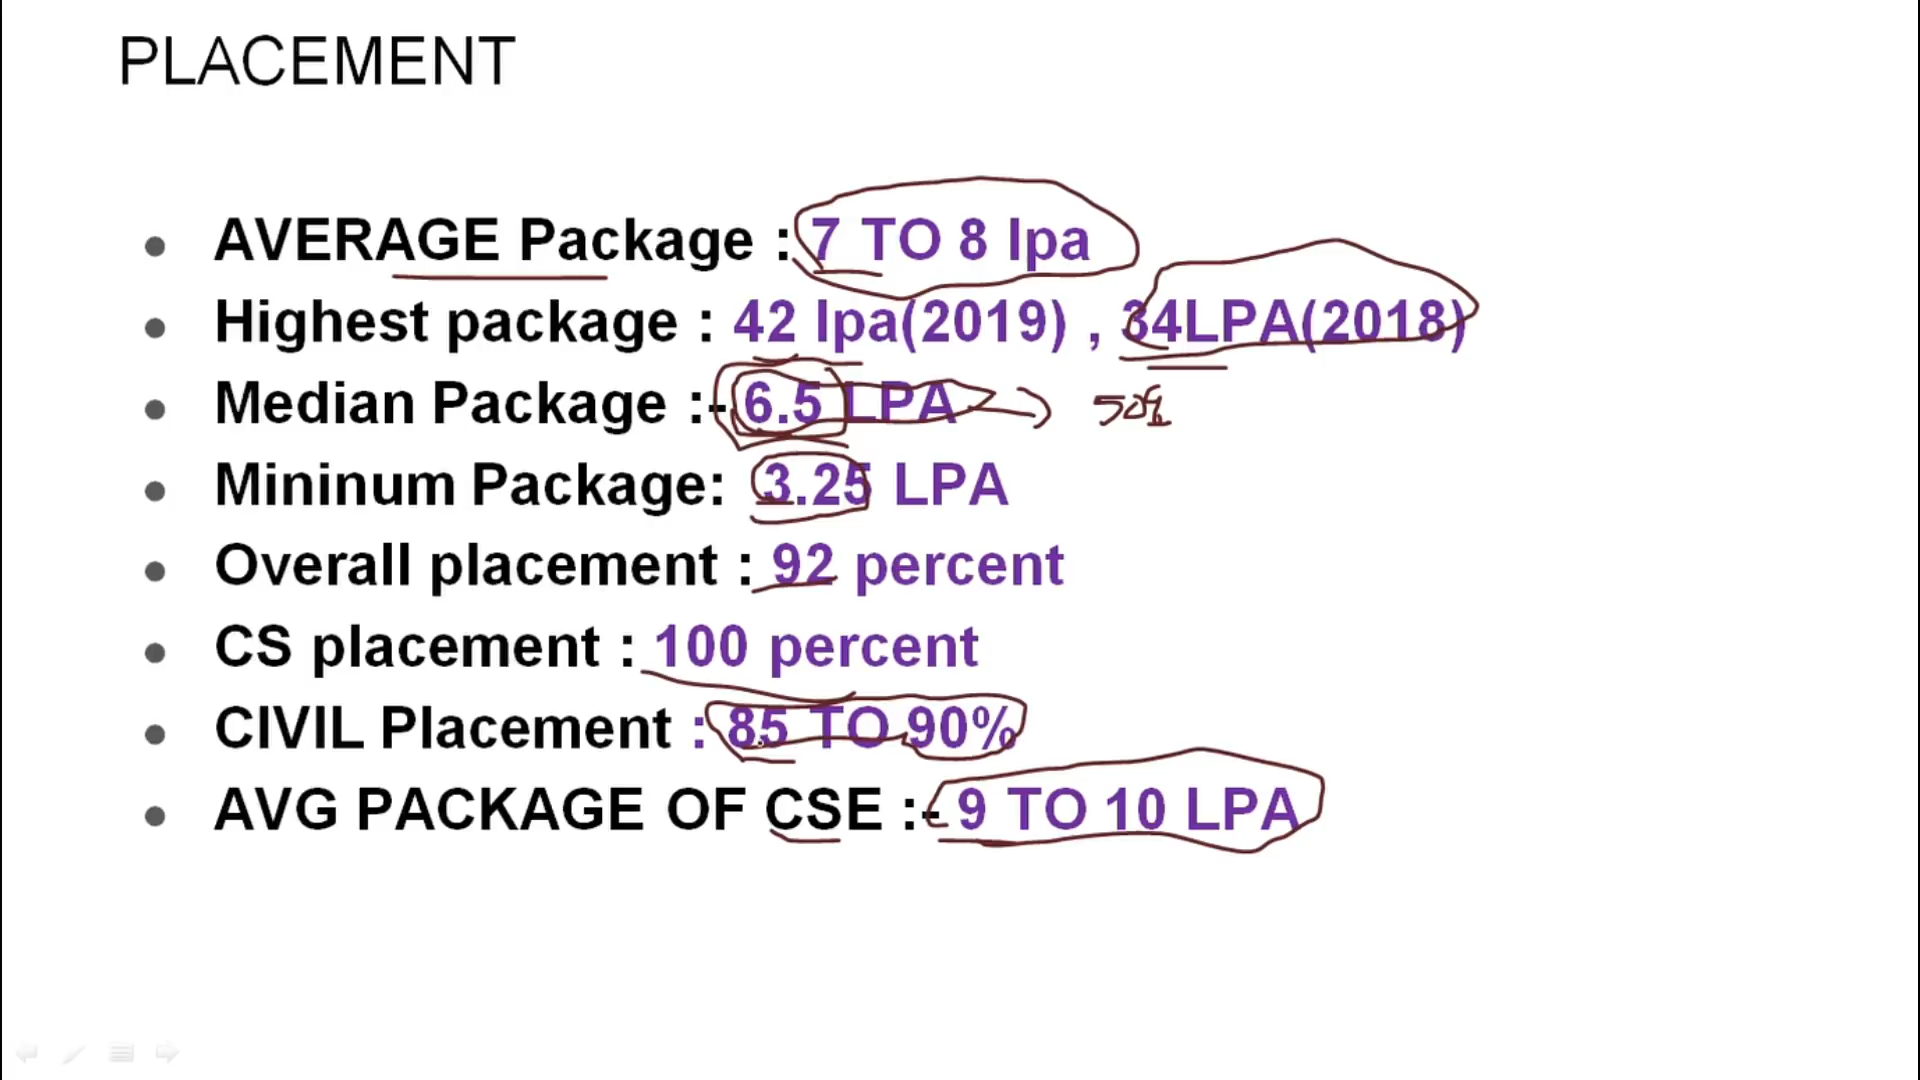 PLACEMENT
AVERAGE Package : 7 TO 8 lpa
Highest package : 42 lpa(2019) , 34LPA(2018)
Median Package :- 6.5 LPA 50%
Mininum Package: 3.25 LPA
Overall placement : 92 percent
CS placement : 100 percent
CIVIL Placement : 85 TO 90%
AVG PACKAGE OF CSE :- 9 TO 10 LPA